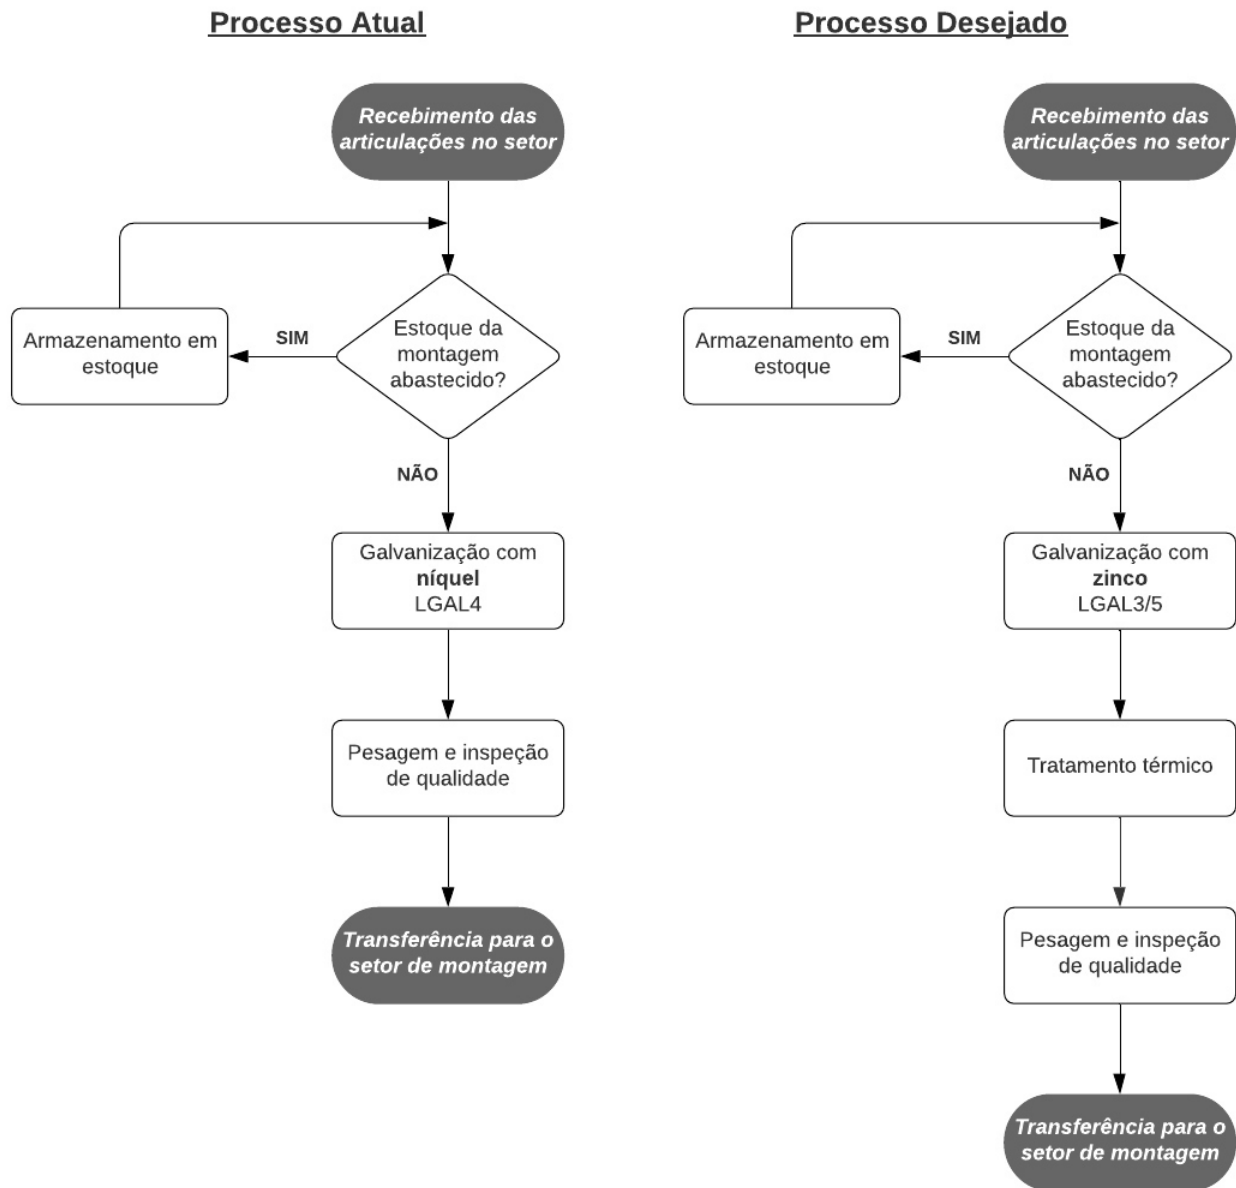 Processo Atual
Recebimento das
articulações no setor
Estoque da
montagem
abastecido?
SIM
Armazenamento em
estoque
NÃO
Galvanização com
níquel
LGAL4
Pesagem e inspeção
de qualidade
Transferência para o
setor de montagem
Processo Desejado
Recebimento das
articulações no setor
Estoque da
montagem
abastecido?
SIM
Armazenamento em
estoque
NÃO
Galvanização com
zinco
LGAL3/5
Tratamento térmico
Pesagem e inspeção
de qualidade
Transferência para o
setor de montagem